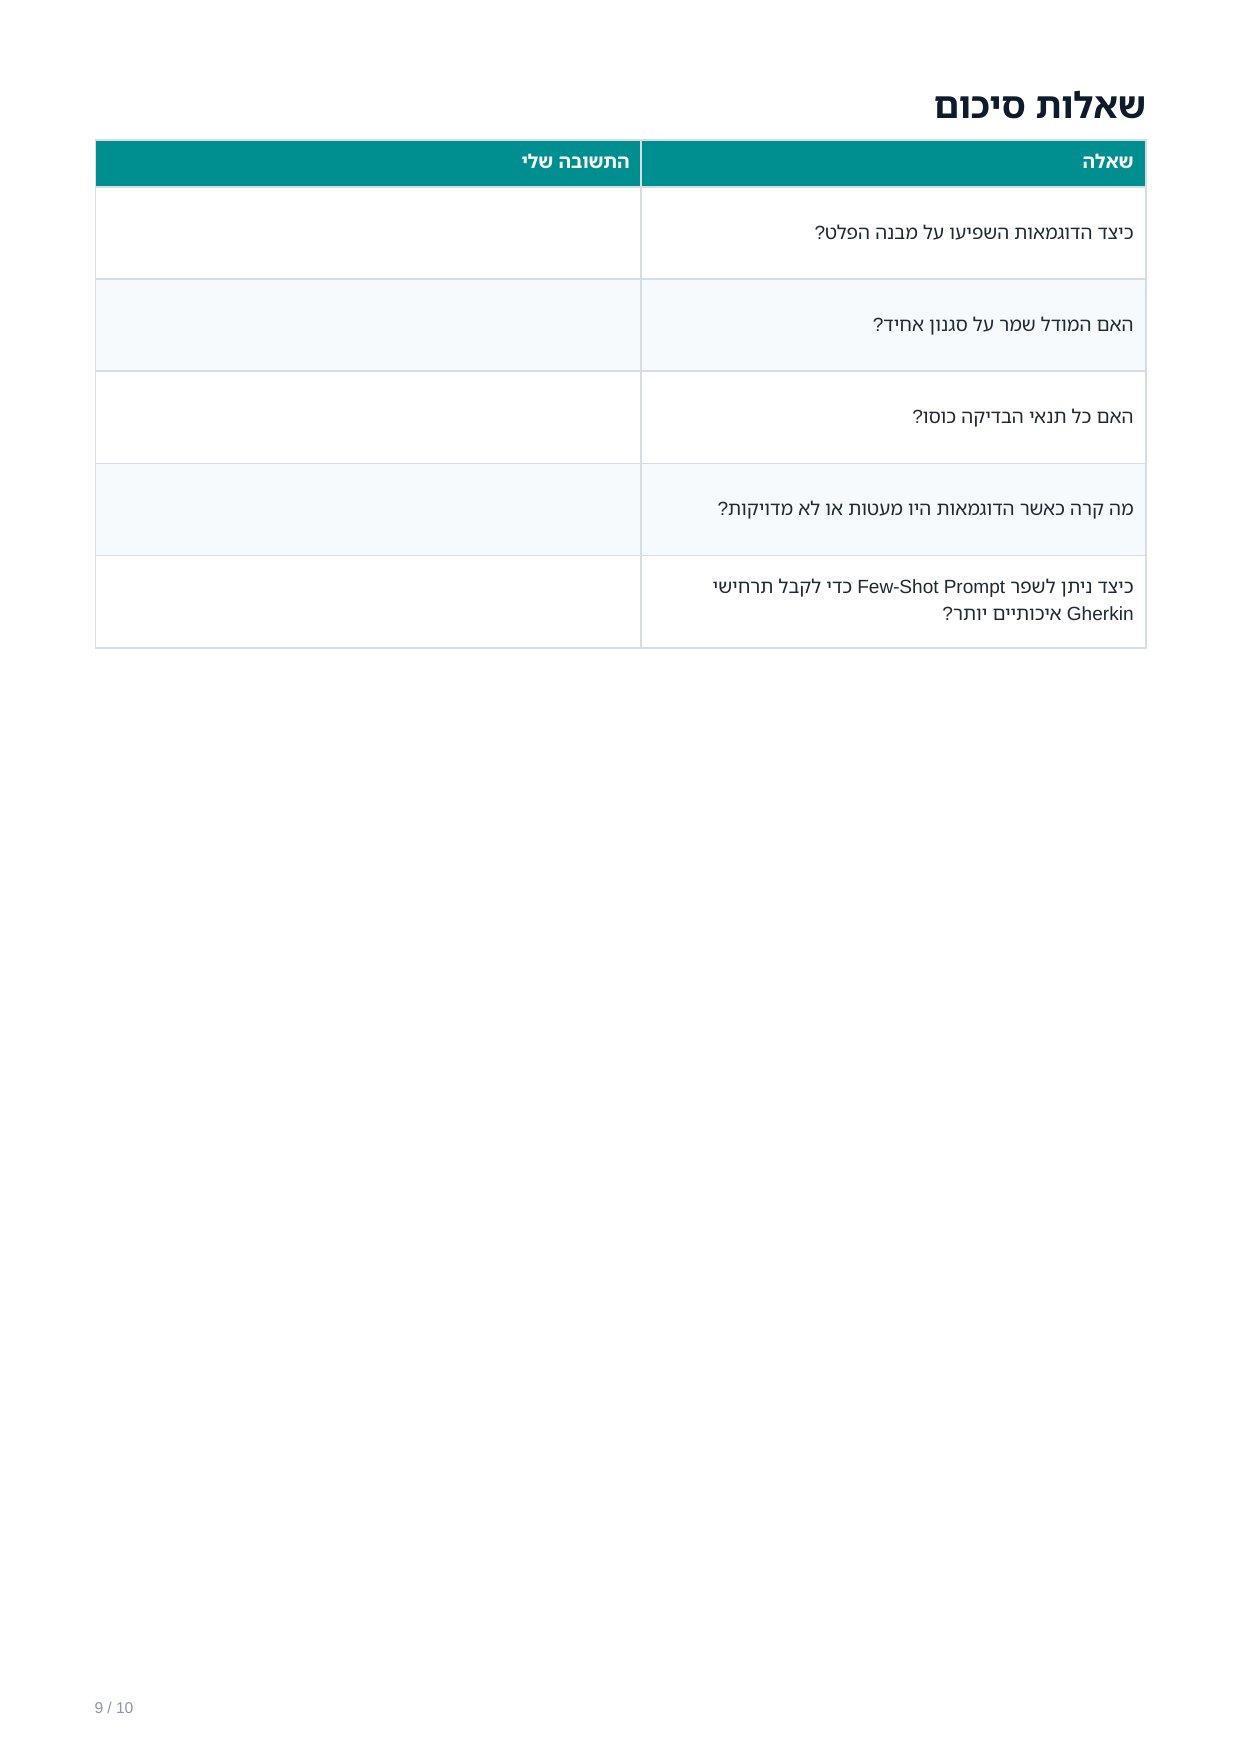 שאלות סיכום
שאלה התשובה שלי
כיצד הדוגמאות השפיעו על מבנה הפלט?
האם המודל שמר על סגנון אחיד?
האם כל תנאי הבדיקה כוסו?
מה קרה כאשר הדוגמאות היו מעטות או לא מדויקות?
כיצד ניתן לשפר Few-Shot Prompt כדי לקבל תרחישי
Gherkin איכותיים יותר?
9 / 10